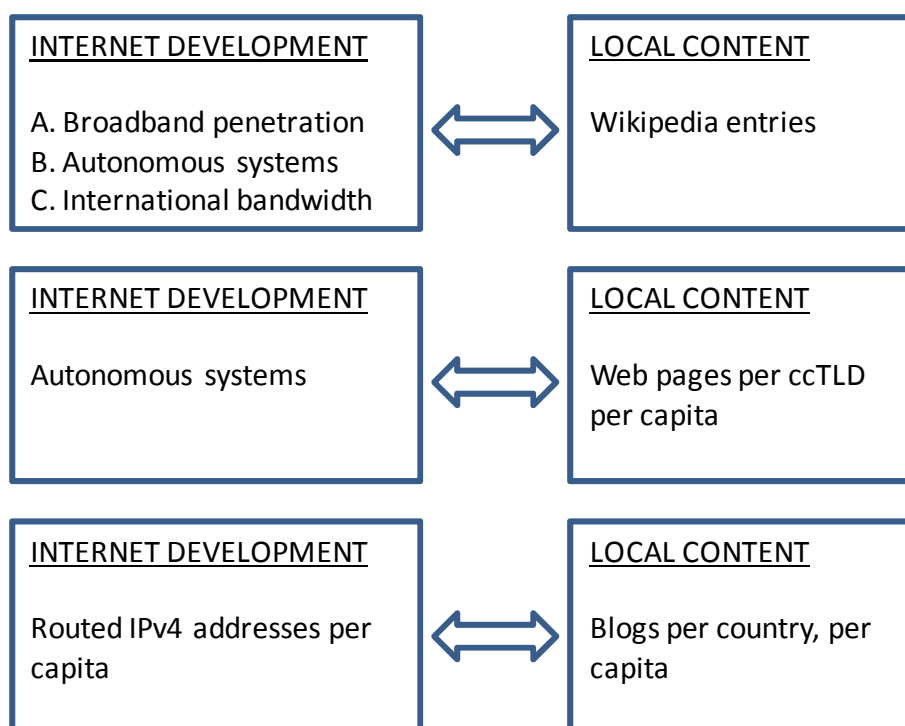 INTERNET DEVELOPMENT
A. Broadband penetration
B. Autonomous systems
C. International bandwidth
LOCAL CONTENT
Wikipedia entries
INTERNET DEVELOPMENT
Autonomous systems
LOCAL CONTENT
Web pages per ccTLD
per capita
INTERNET DEVELOPMENT
Routed IPv4 addresses per
capita
LOCAL CONTENT
Blogs per country, per
capita